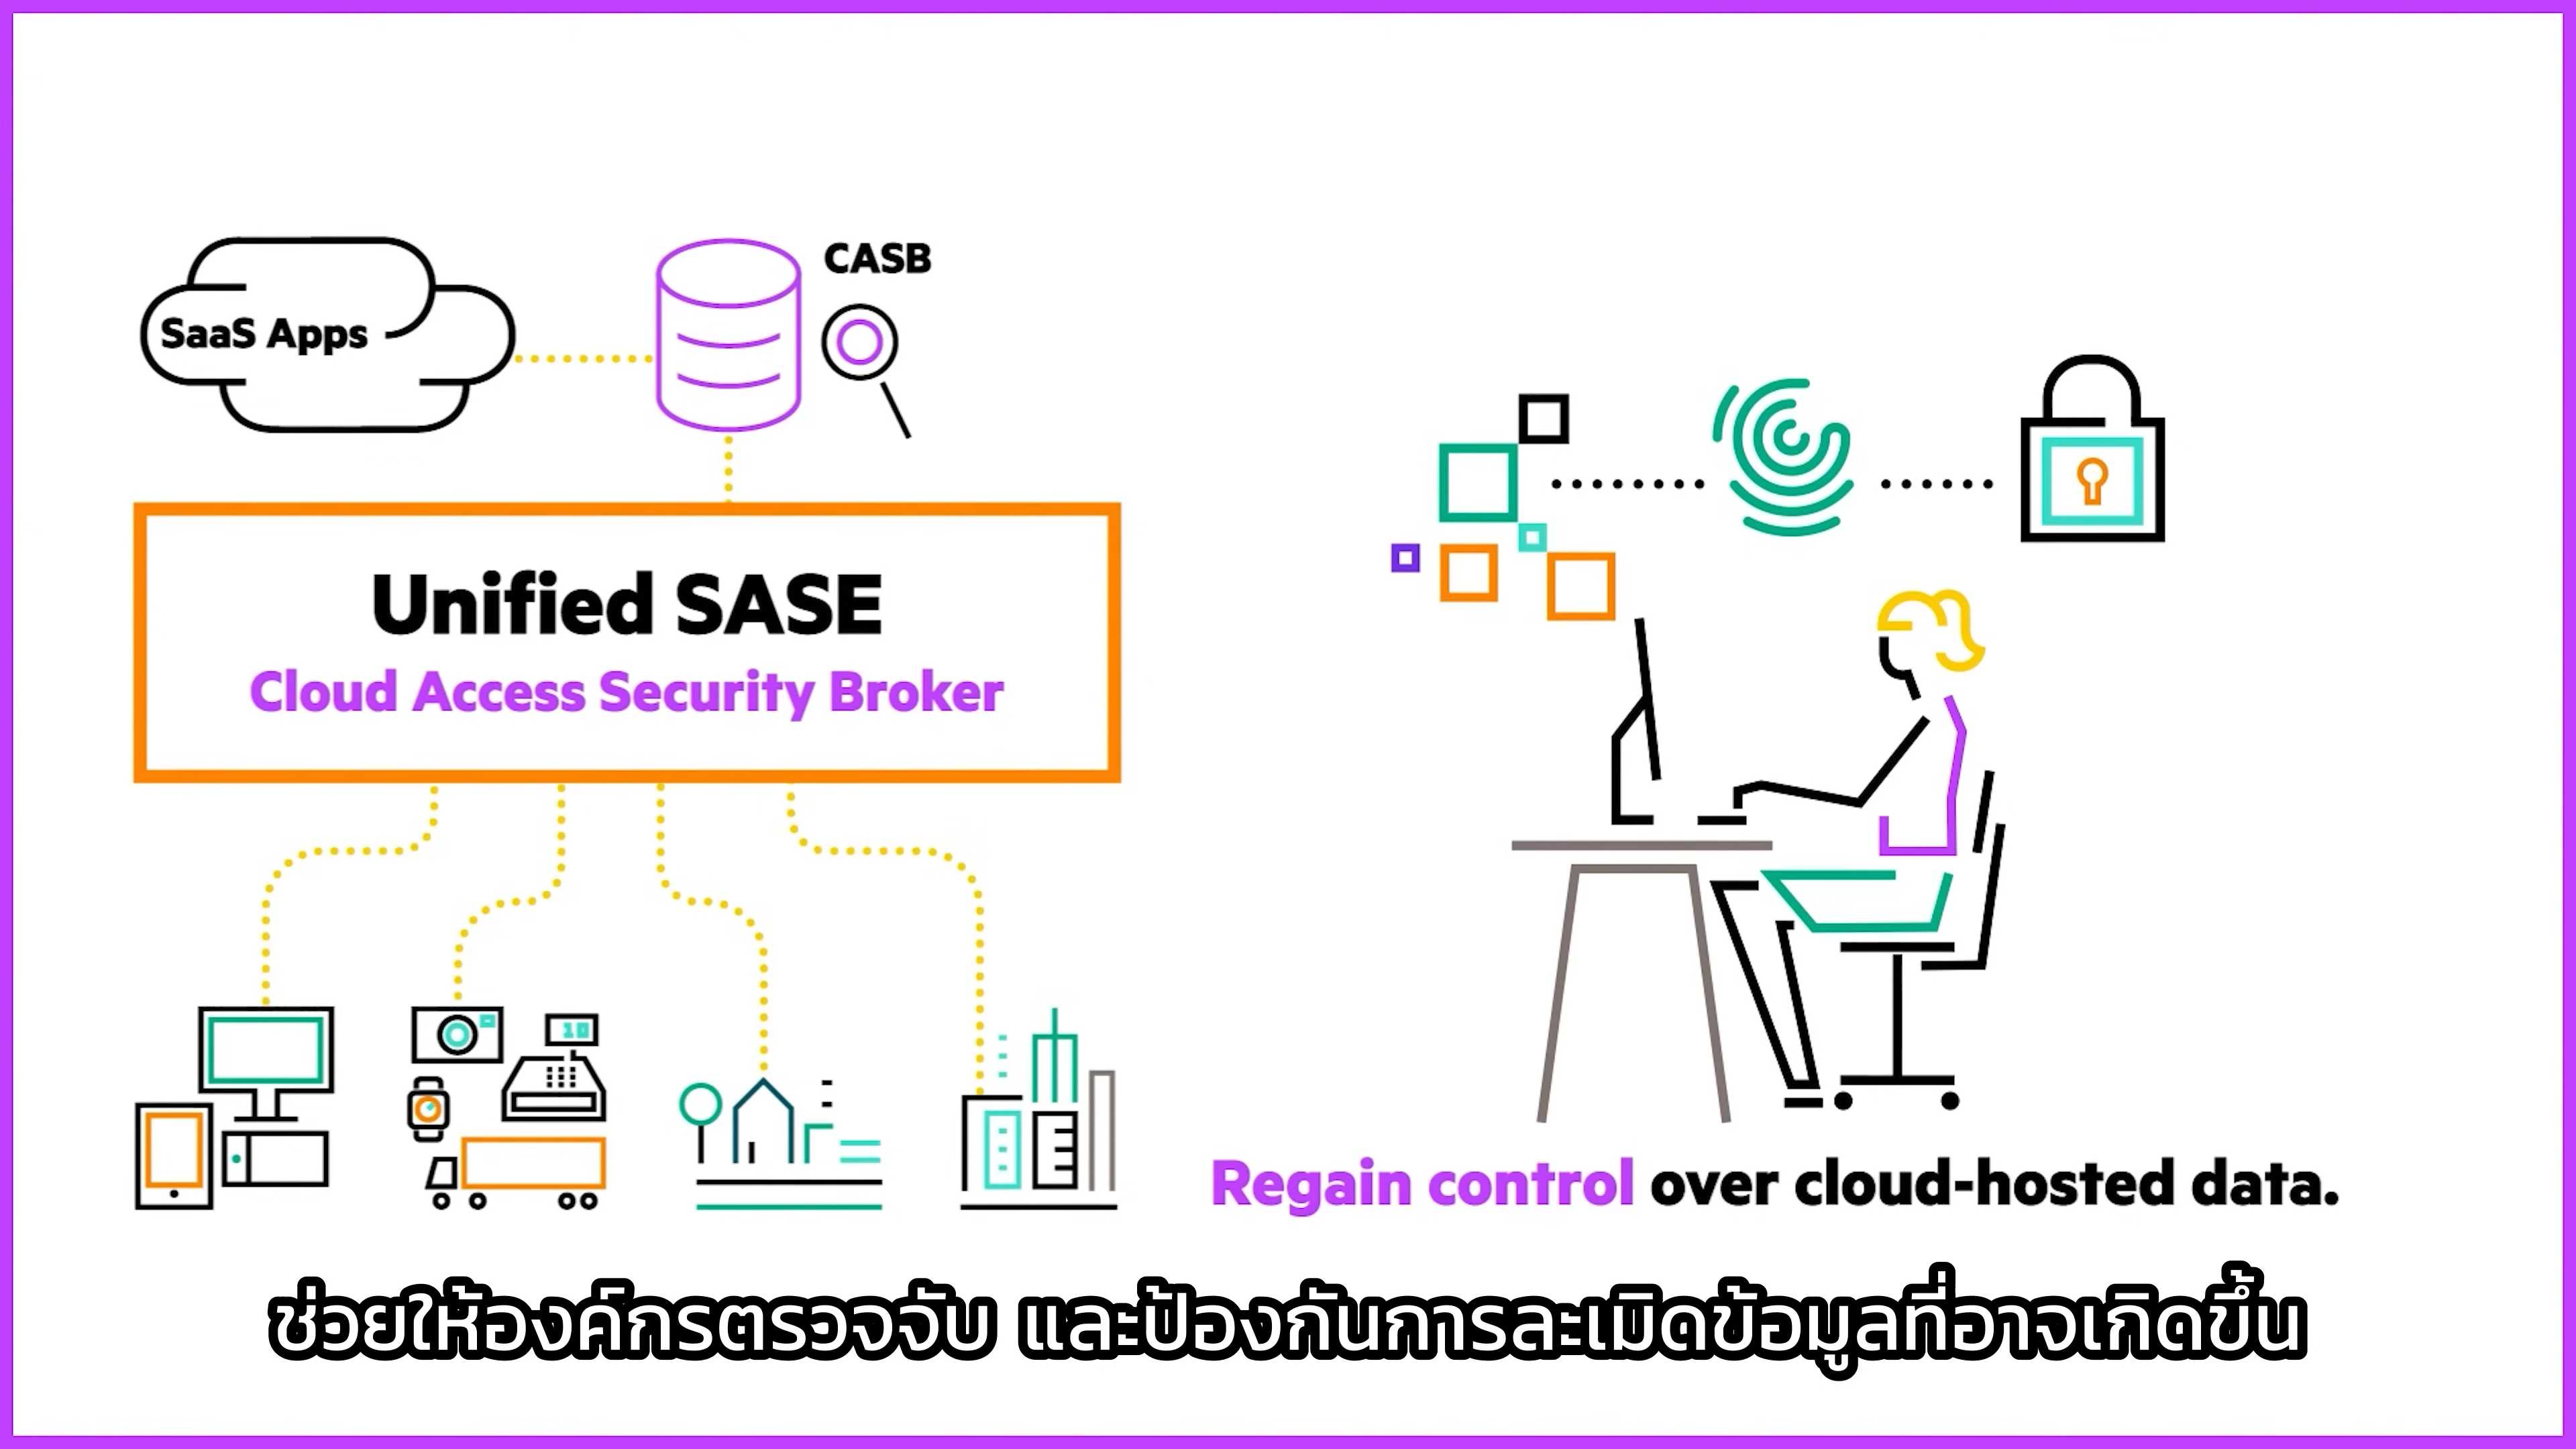 CASB
SaaS Apps
Unified SASE
Cloud Access Security Broker
10
Regain control over cloud-hosted data.
ช่วยให้องค์กรตรวจจับ และป้องกันการละเมิดข้อมูลที่อาจเกิดขึ้น